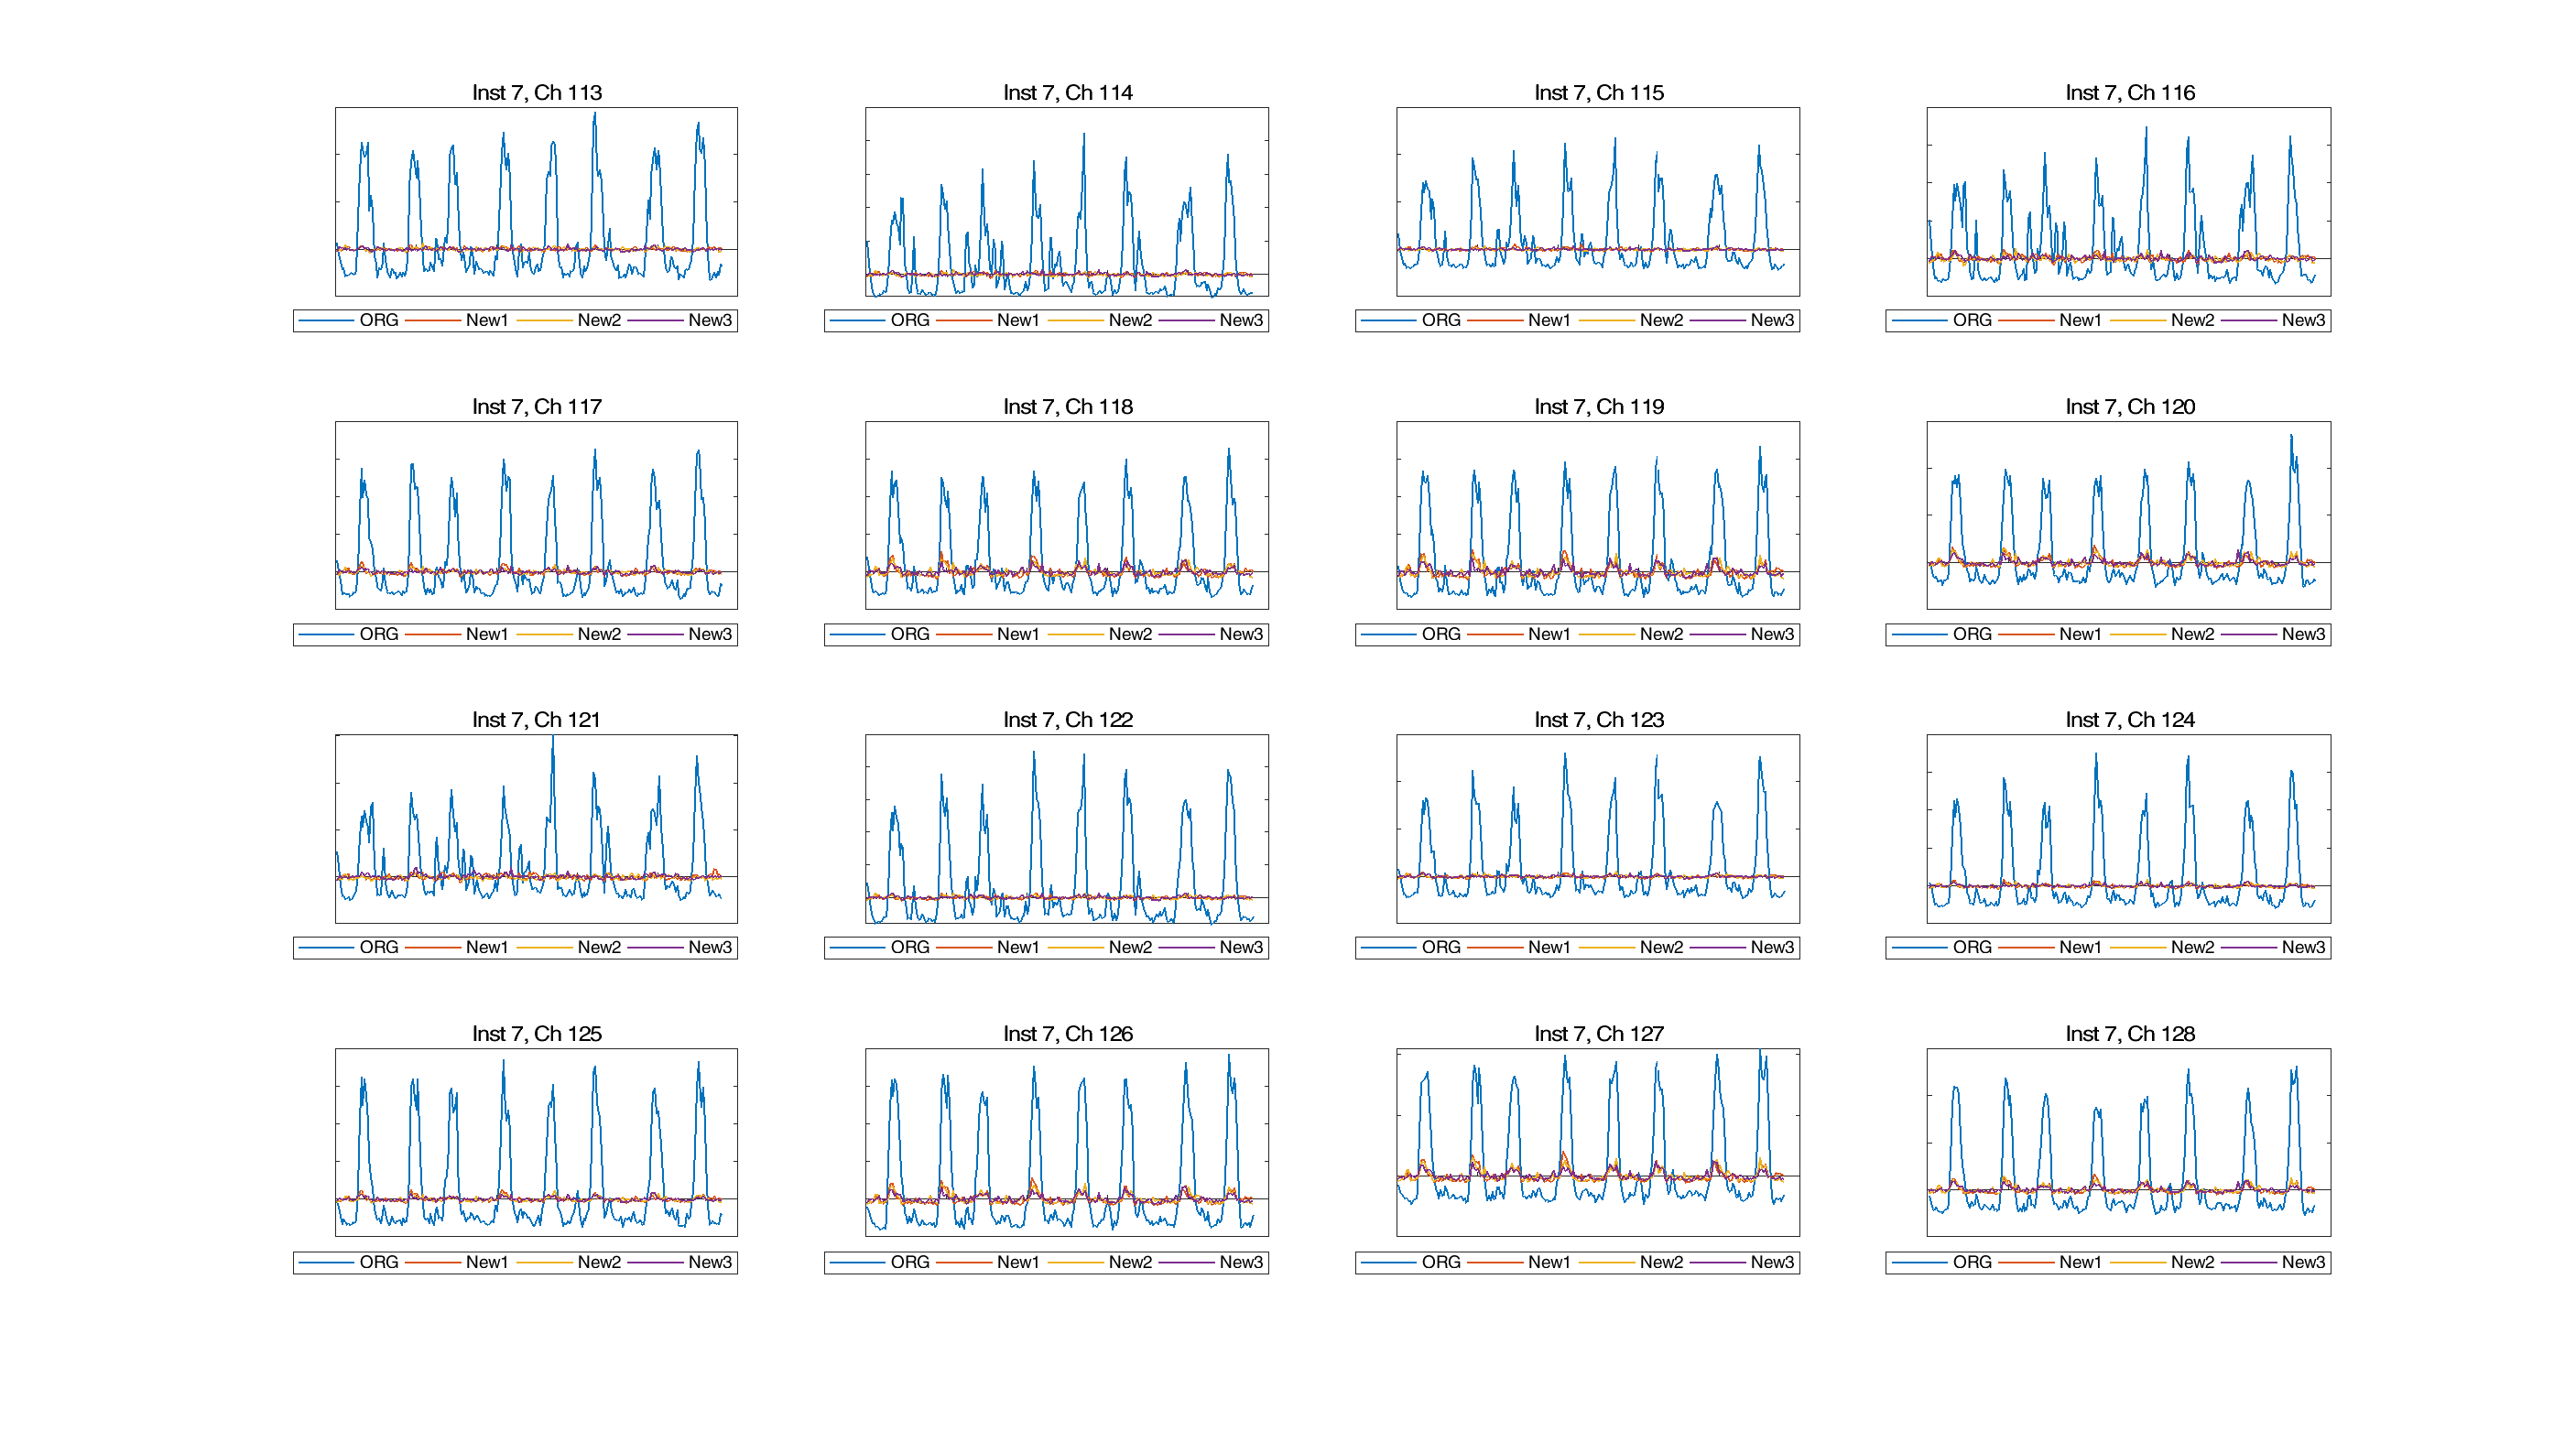 Inst 7, Ch 113
Inst 7, Ch 114
Inst 7, Ch 115
Inst 7, Ch 116
ORG New1 New2 New3
ORG New1 New2 New3
ORG New1 New2 New3
ORG New1 New2 New3
Inst 7, Ch 117
Inst 7, Ch 118
Inst 7, Ch 119
Inst 7, Ch 120
ORG New1 New2 New3
ORG New1 New2 New3
ORG New1 New2 New3
ORG New1 New2 New3
Inst 7, Ch 121
Inst 7, Ch 122
Inst 7, Ch 123
Inst 7, Ch 124
ORG New1 New2 New3
ORG New1 New2 New3
ORG New1 New2 New3
ORG New1 New2 New3
Inst 7, Ch 125
Inst 7, Ch 126
Inst 7, Ch 127
Inst 7, Ch 128
ORG New1 New2 New3
ORG New1 New2 New3
ORG New1 New2 New3
ORG New1 New2 New3